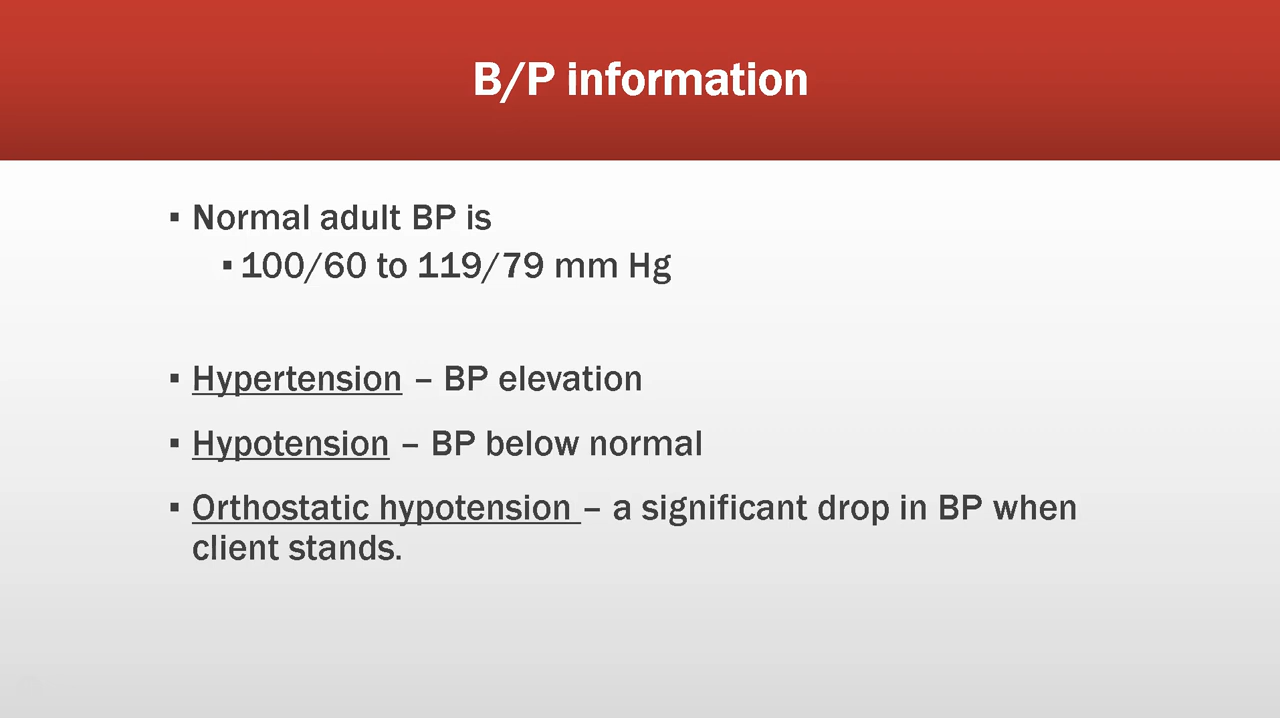 B/P information
▪ Normal adult BP is
▪ 100/60 to 119/79 mm Hg
▪ Hypertension – BP elevation
▪ Hypotension – BP below normal
▪ Orthostatic hypotension – a significant drop in BP when
client stands.